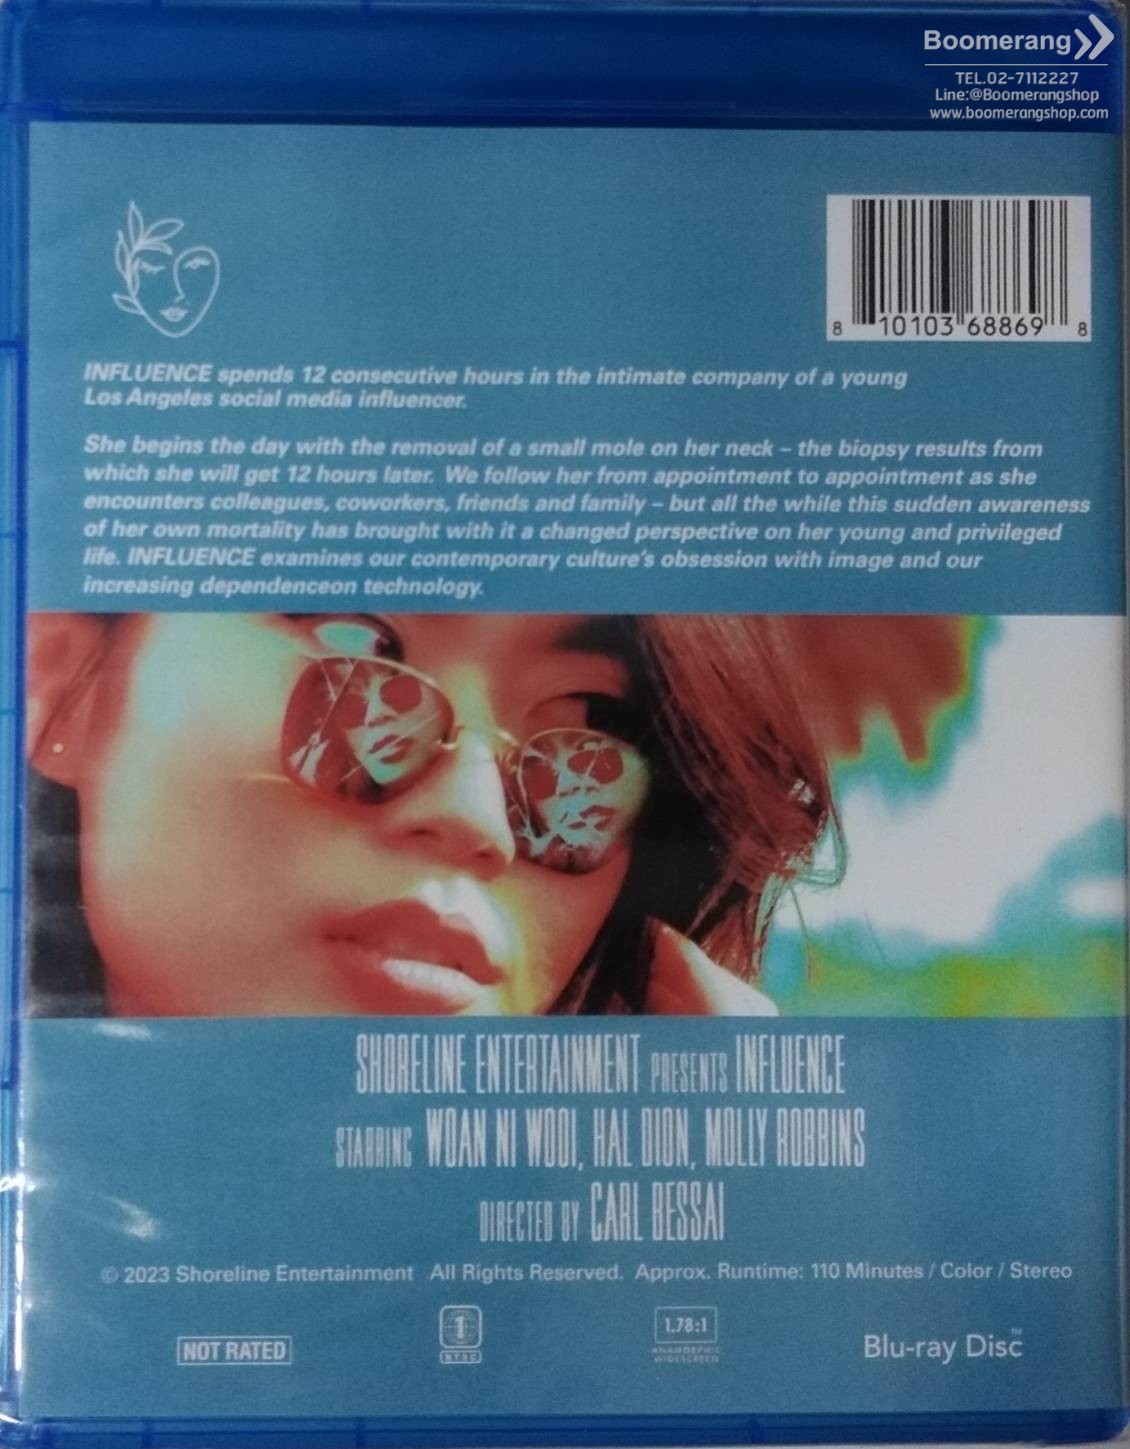 Boomerang
TEL.02-7112227
Line:@Boomerangshop
www.boomerangshop.com
8 10103 68869 8
INFLUENCE spends 12 consecutive hours in the intimate company of a young
Los Angeles social media influencer.
She begins the day with the removal of a small mole on her neck – the biopsy results from
which she will get 12 hours later. We follow her from appointment to appointment as she
encounters colleagues, coworkers, friends and family – but all the while this sudden awareness
of her own mortality has brought with it a changed perspective on her young and privileged
life. INFLUENCE examines our contemporary culture's obsession with image and our
increasing dependenceon technology.
SHORELINE ENTERTAINMENT PRESENTS INFLUENCE
STARRING WOAN NI WOOI, HAL DION, MOLLY ROBBINS
DIRECTED BY CARL BESSAI
© 2023 Shoreline Entertainment All Rights Reserved. Approx. Runtime: 110 Minutes / Color / Stereo
NOT RATED
1
NTSC
1.78:1
ANAMORPHIC
WIDESCREEN
Blu-ray Disc™